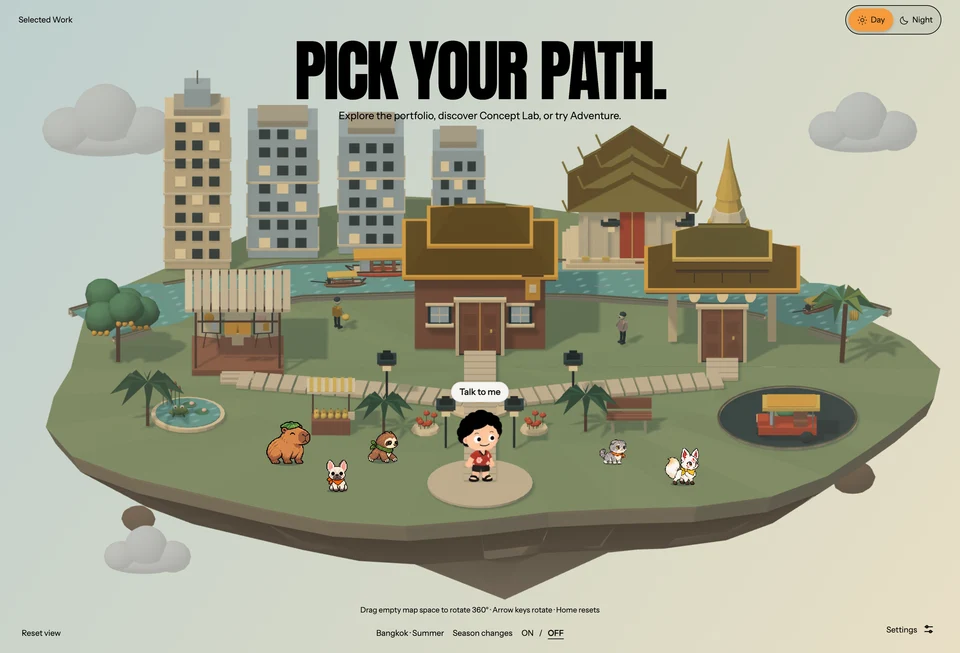 Selected Work
Day
Night
PICK YOUR PATH.
Explore the portfolio, discover Concept Lab, or try Adventure.
Talk to me
Drag empty map space to rotate 360° · Arrow keys rotate · Home resets
Reset view
Bangkok · Summer Season changes ON / OFF
Settings